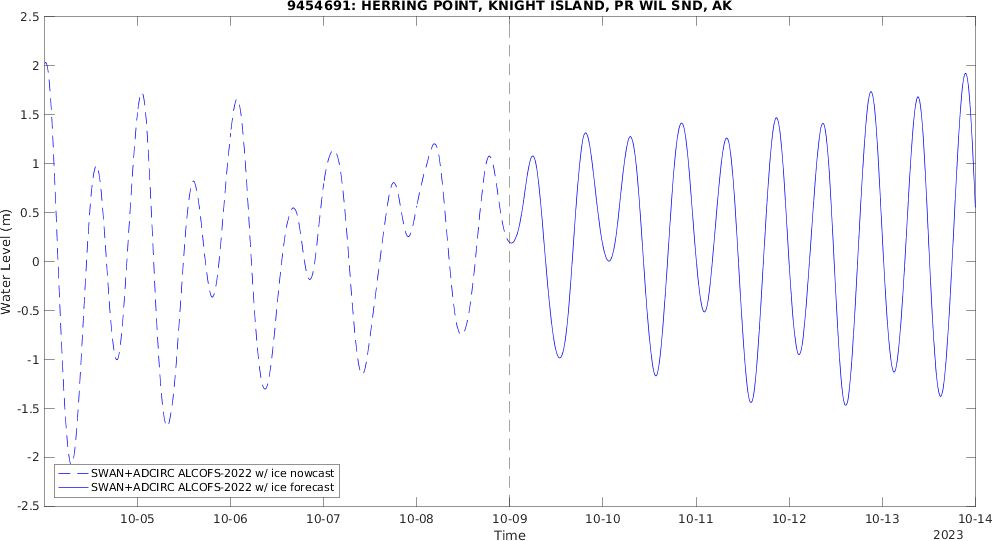 9454691: HERRING POINT, KNIGHT ISLAND, PR WIL SND, AK
2.5
2
1.5
1
0.5
0
-0.5
-1
-1.5
-2
-2.5
Water Level (m)
SWAN+ADCIRC ALCOFS-2022 w/ ice nowcast
SWAN+ADCIRC ALCOFS-2022 w/ ice forecast
10-05 10-06 10-07 10-08 10-09 10-10 10-11 10-12 10-13 10-14
Time
2023